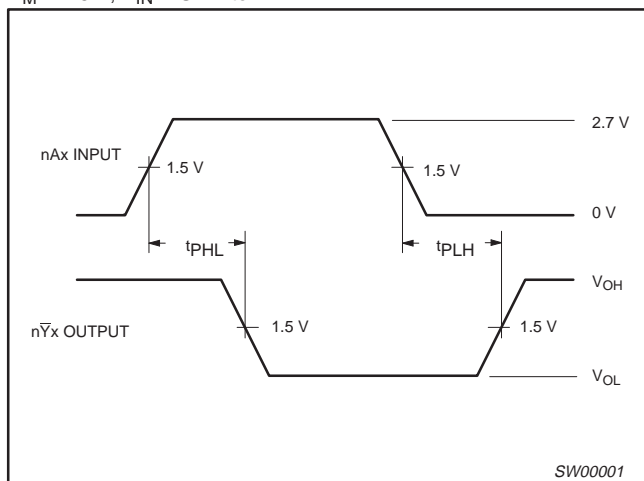 2.7 V
nAx INPUT
1.5 V
1.5 V
0 V
tPHL
tPLH
VOH
nY̅x OUTPUT
1.5 V
1.5 V
VOL
SW00001